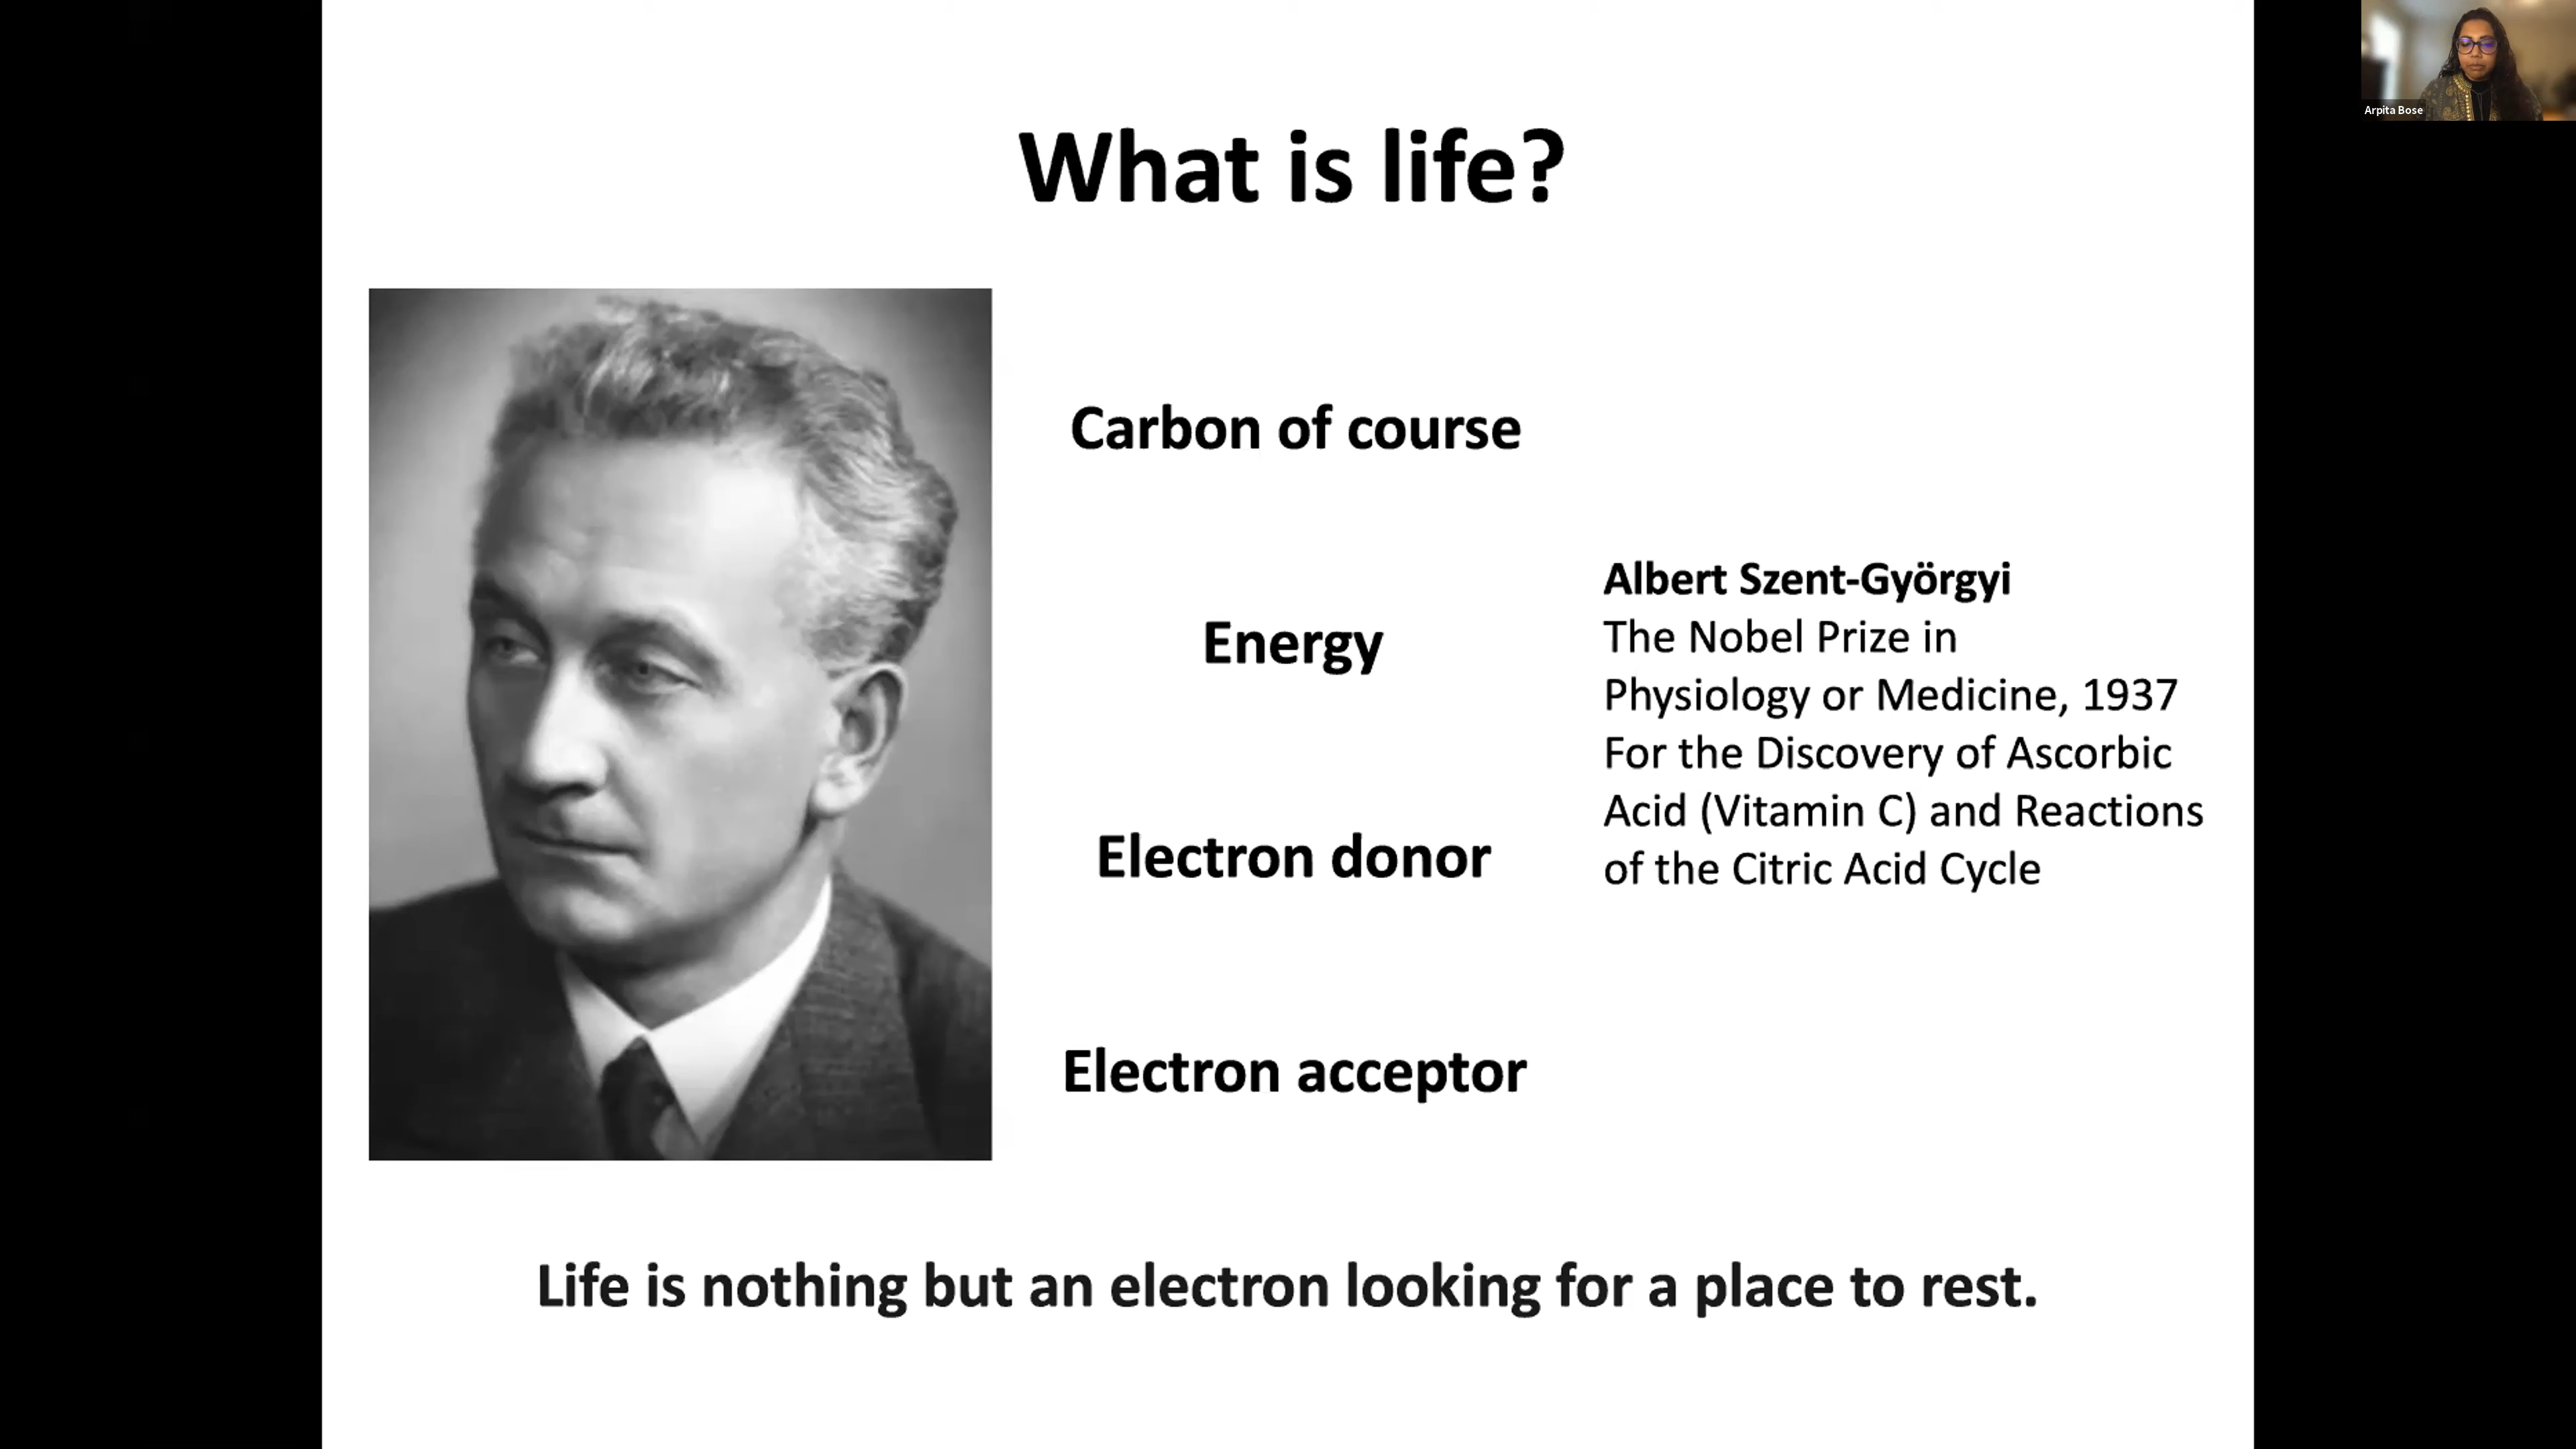 What is life?
Carbon of course
Energy
Electron donor
Electron acceptor
Albert Szent-Györgyi
The Nobel Prize in
Physiology or Medicine, 1937
For the Discovery of Ascorbic
Acid (Vitamin C) and Reactions
of the Citric Acid Cycle
Life is nothing but an electron looking for a place to rest.
Arpita Bose